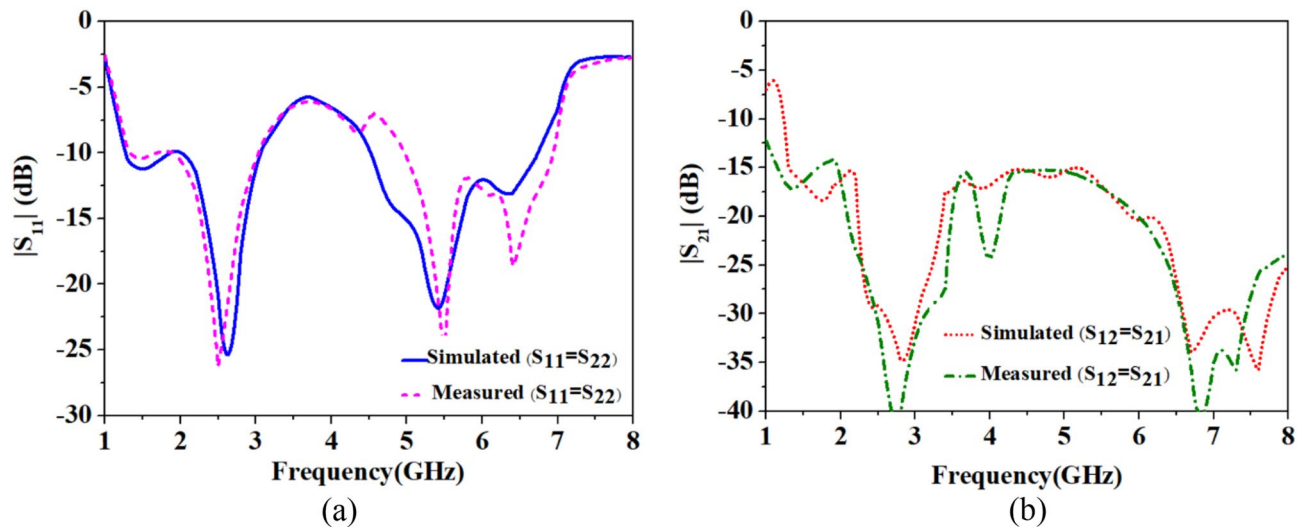 0
-5
-10
-15
-20
-25
-30
|S11| (dB)
Simulated (S11=S22)
Measured (S11=S22)
1 2 3 4 5 6 7 8
Frequency(GHz)
(a)
0
-5
-10
-15
-20
-25
-30
-35
-40
|S21| (dB)
Simulated (S12=S21)
Measured (S12=S21)
1 2 3 4 5 6 7 8
Frequency(GHz)
(b)